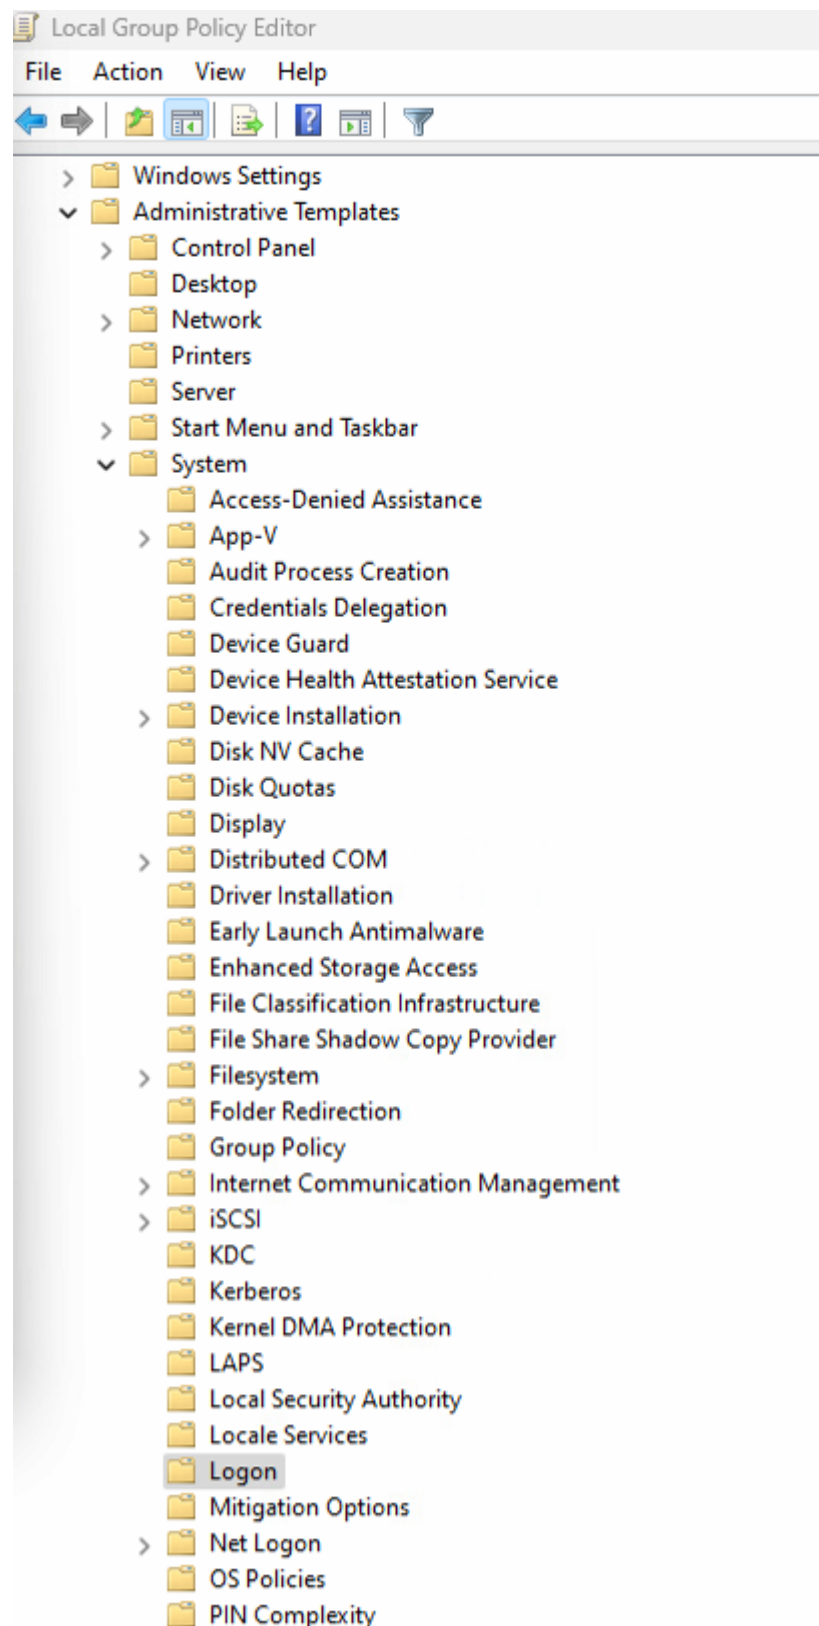 Local Group Policy Editor
File Action View Help
Windows Settings
Administrative Templates
Control Panel
Desktop
Network
Printers
Server
Start Menu and Taskbar
System
Access-Denied Assistance
App-V
Audit Process Creation
Credentials Delegation
Device Guard
Device Health Attestation Service
Device Installation
Disk NV Cache
Disk Quotas
Display
Distributed COM
Driver Installation
Early Launch Antimalware
Enhanced Storage Access
File Classification Infrastructure
File Share Shadow Copy Provider
Filesystem
Folder Redirection
Group Policy
Internet Communication Management
iSCSI
KDC
Kerberos
Kernel DMA Protection
LAPS
Local Security Authority
Locale Services
Logon
Mitigation Options
Net Logon
OS Policies
PIN Complexity